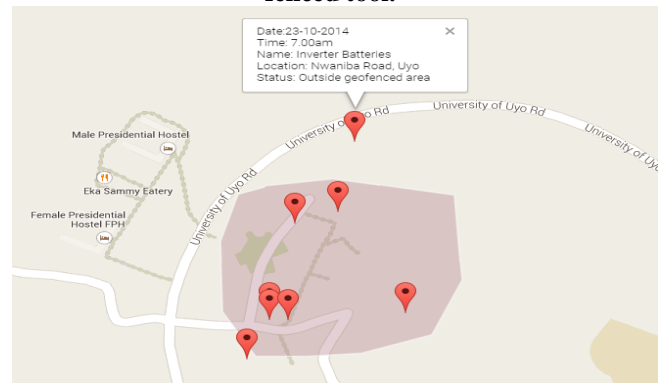 fenced tool.
Date:23-10-2014
Time: 7.00am
Name: Inverter Batteries
Location: Nwaniba Road, Uyo
Status: Outside geofenced area
University of Uyo Rd
University of Uyo Rd
University of Uyo Rd
University of Uyo Rd
Male Presidential Hostel
Eka Sammy Eatery
Female Presidential
Hostel FPH